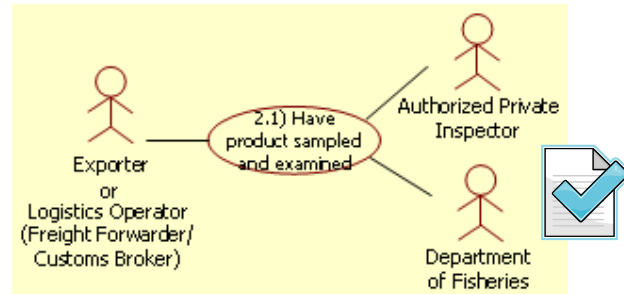 Exporter
or
Logistics Operator
(Freight Forwarder/
Customs Broker)
2.1) Have
product sampled
and examined
Authorized Private
Inspector
Department
of Fisheries